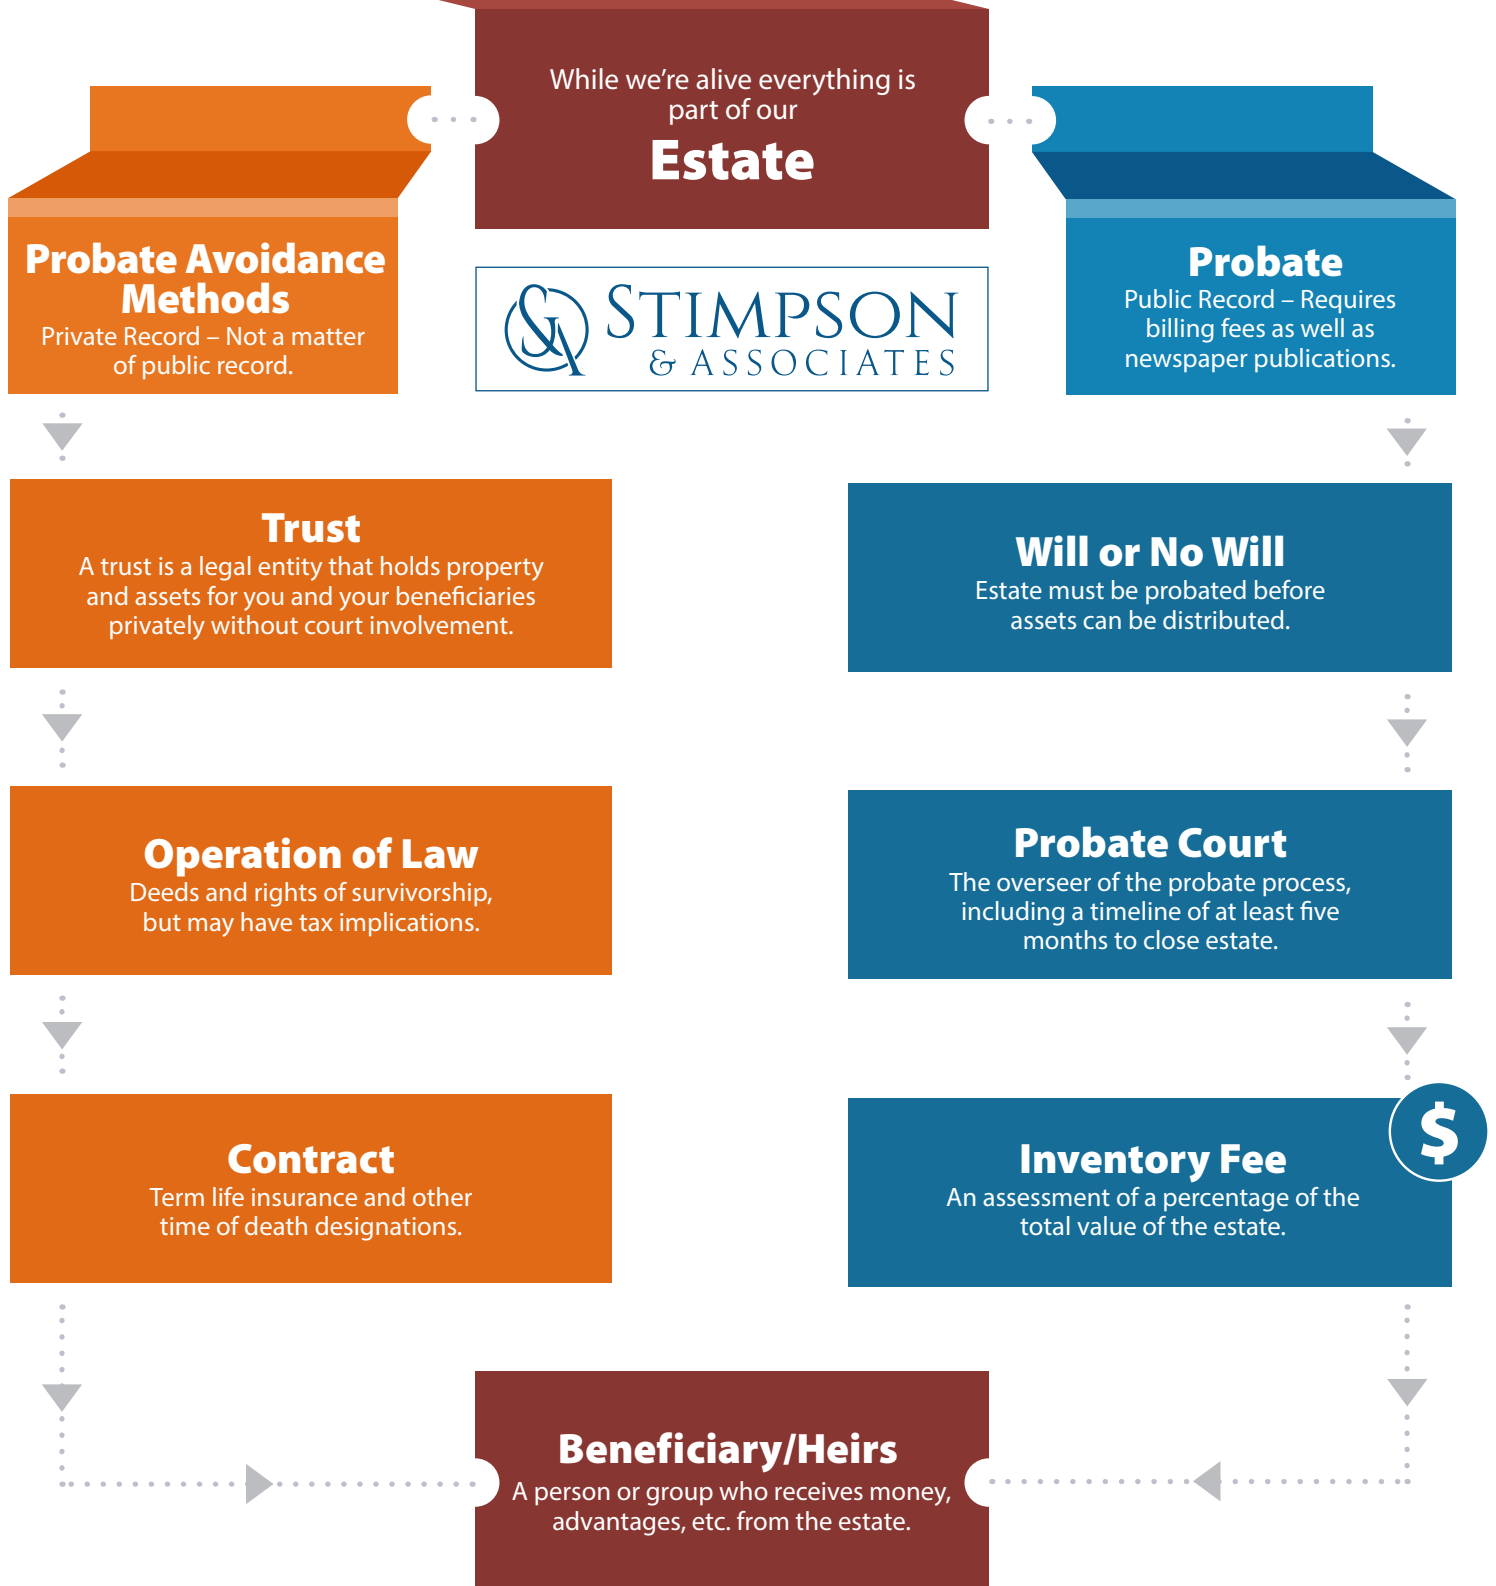 While we're alive everything is
part of our
Estate
Probate Avoidance
Methods
Private Record – Not a matter
of public record.
STIMPSON
& ASSOCIATES
Probate
Public Record – Requires
billing fees as well as
newspaper publications.
Trust
A trust is a legal entity that holds property
and assets for you and your beneficiaries
privately without court involvement.
Will or No Will
Estate must be probated before
assets can be distributed.
Operation of Law
Deeds and rights of survivorship,
but may have tax implications.
Probate Court
The overseer of the probate process,
including a timeline of at least five
months to close estate.
Contract
Term life insurance and other
time of death designations.
$
Inventory Fee
An assessment of a percentage of the
total value of the estate.
Beneficiary/Heirs
A person or group who receives money,
advantages, etc. from the estate.